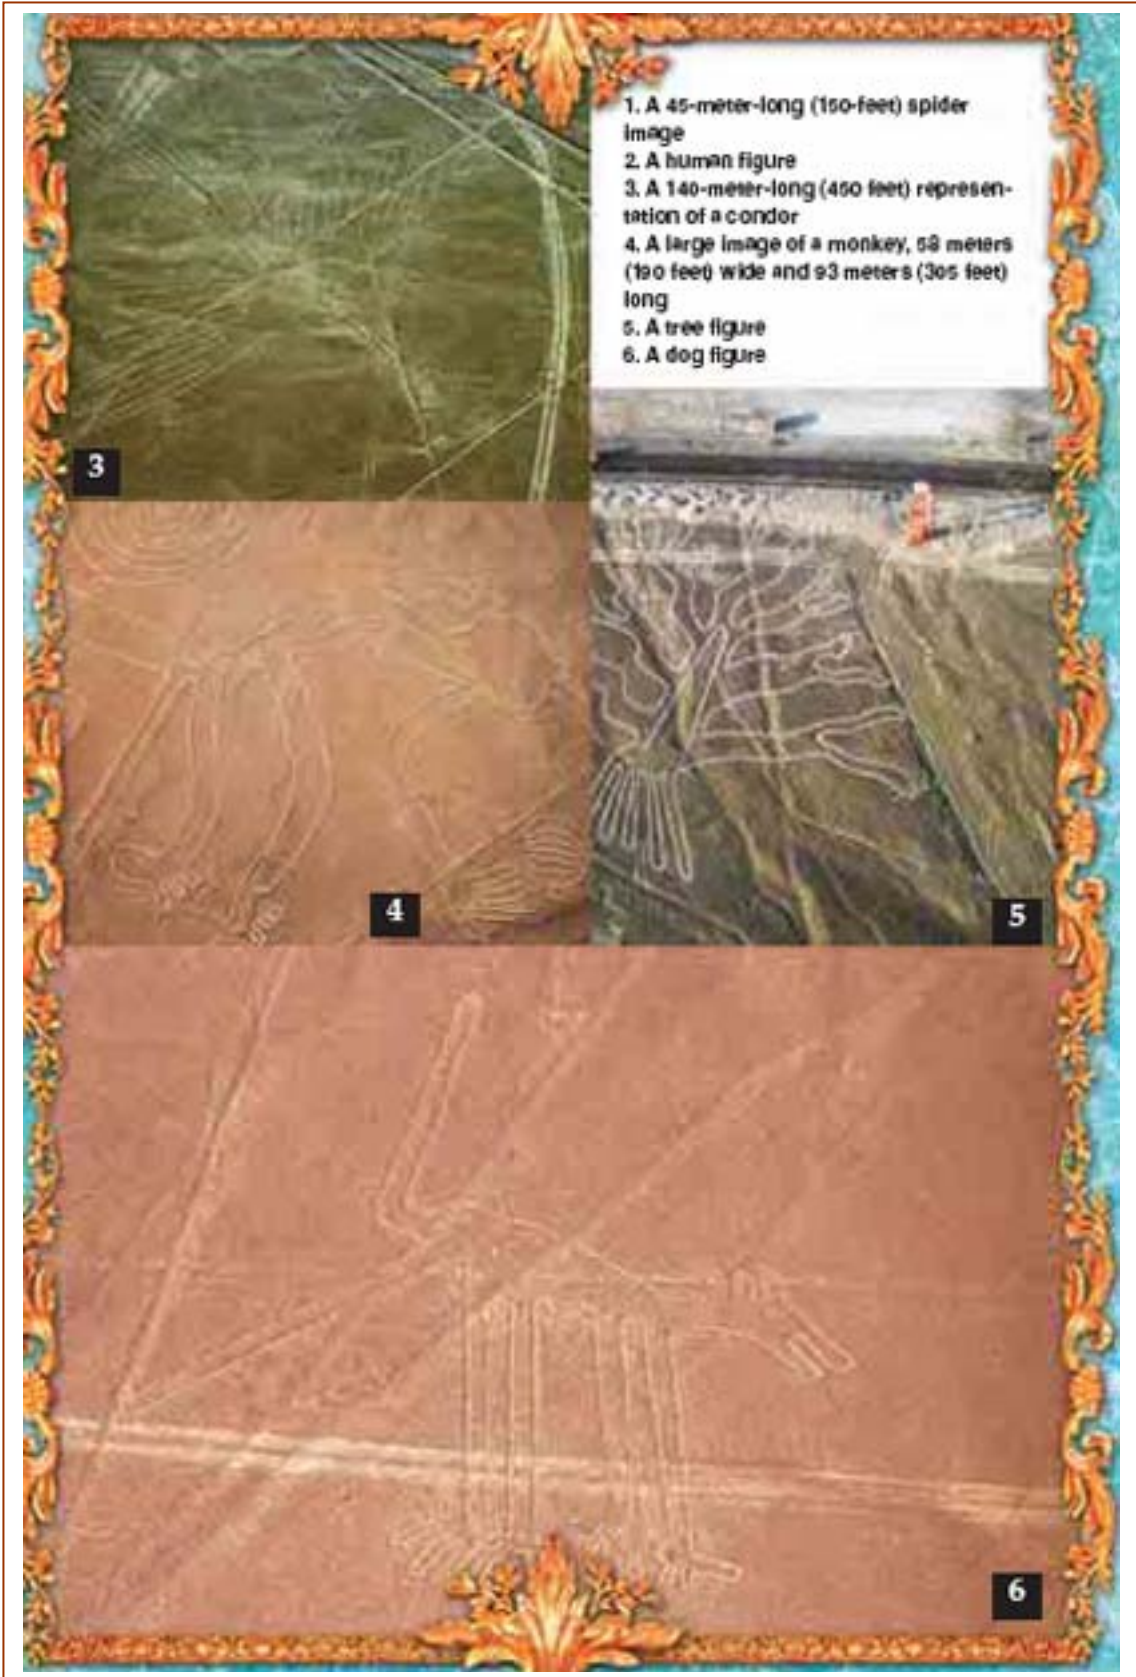 1. A 45-meter-long (150-feet) spider
image
2. A human figure
3. A 140-meter-long (460 feet) represen-
tation of a condor
4. A large image of a monkey, 58 meters
(190 feet) wide and 93 meters (305 feet)
long
5. A tree figure
6. A dog figure
3
4
5
6